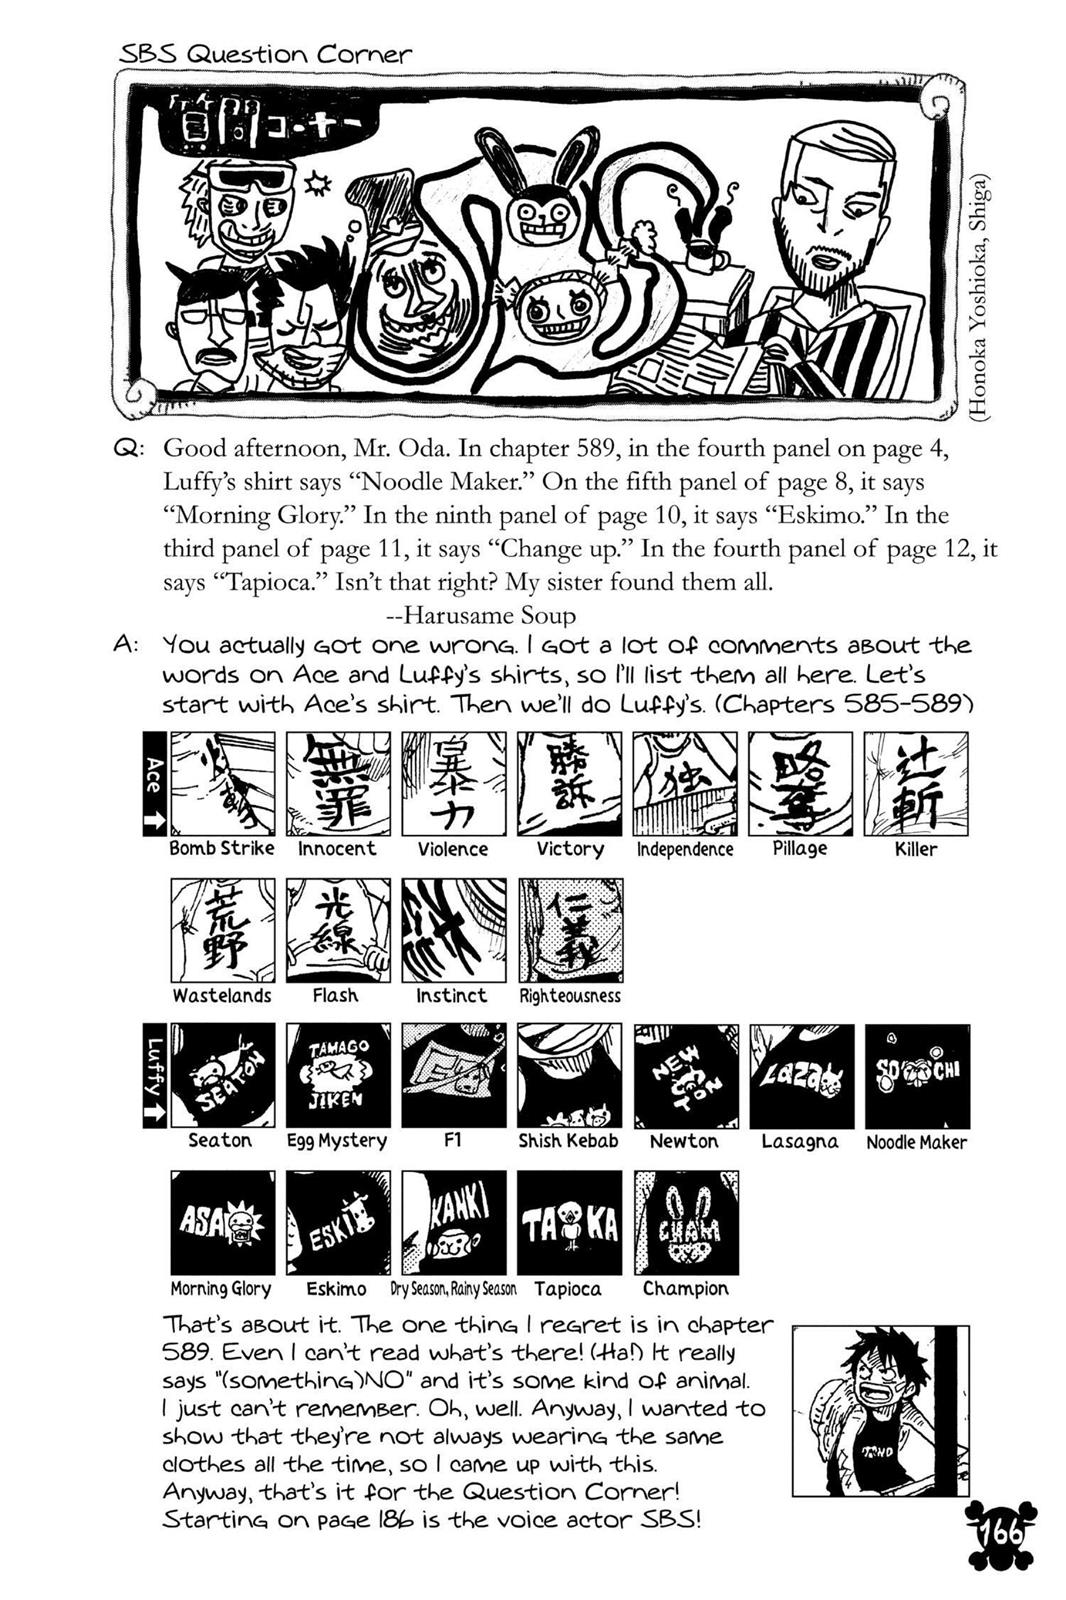 SBS Question Corner
質問コーナー
SBS
(Honoka Yoshioka, Shiga)
Q: Good afternoon, Mr. Oda. In chapter 589, in the fourth panel on page 4,
Luffy's shirt says “Noodle Maker.” On the fifth panel of page 8, it says
“Morning Glory.” In the ninth panel of page 10, it says “Eskimo.” In the
third panel of page 11, it says “Change up.” In the fourth panel of page 12, it
says “Tapioca.” Isn't that right? My sister found them all.
--Harusame Soup
A: You actually got one wrong. I got a lot of comments about the
words on Ace and Luffy's shirts, so I'll list them all here. Let's
start with Ace's shirt. Then we'll do Luffy's. (Chapters 585-589)
Ace
無罪
暴力
勝訴
独
略奪
辻斬
Bomb Strike Innocent Violence Victory Independence Pillage Killer
荒野
光線
仁義
Wastelands Flash Instinct Righteousness
Luffy
SEATON
TAMAGO
JIKEN
NEW
TON
LAZA
SO CHI
Seaton Egg Mystery F1 Shish Kebab Newton Lasagna Noodle Maker
ASA
ESKI
KANKI
TA KA
CHAM
Morning Glory Eskimo Dry Season, Rainy Season Tapioca Champion
That's about it. The one thing I regret is in chapter
589. Even I can't read what's there! (Ha!) It really
says "(something)NO" and it's some kind of animal.
I just can't remember. Oh, well. Anyway, I wanted to
show that they're not always wearing the same
clothes all the time, so I came up with this.
Anyway, that's it for the Question Corner!
Starting on page 186 is the voice actor SBS!
166